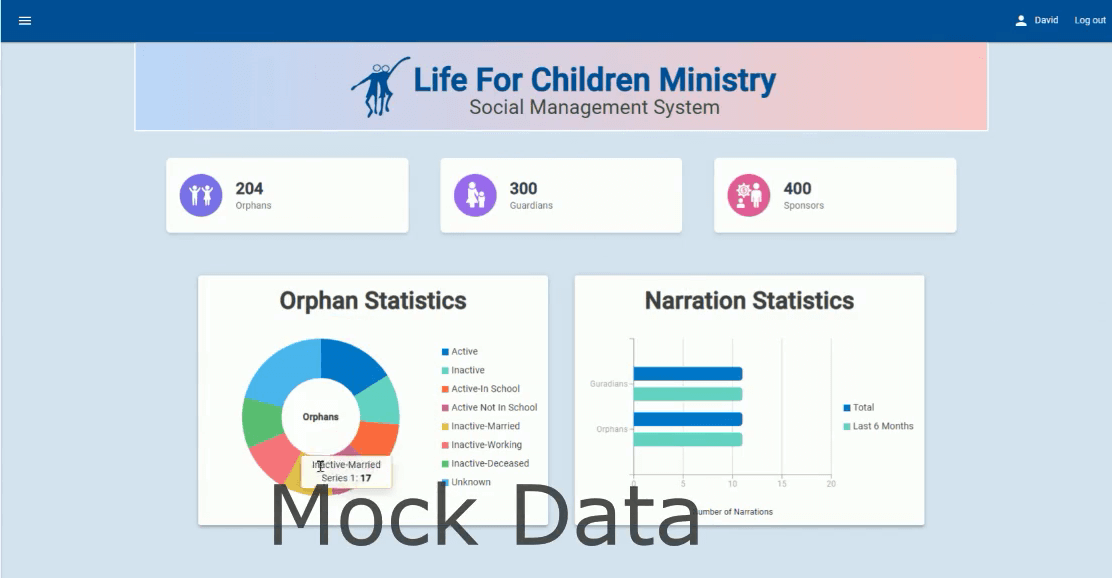 David
Log out
Life For Children Ministry
Social Management System
204
Orphans
300
Guardians
400
Sponsors
Orphan Statistics
Orphans
Active
Inactive
Active-In School
Active Not In School
Inactive-Married
Inactive-Working
Inactive-Deceased
Unknown
Inactive-Married
Series 1: 17
Narration Statistics
Guradians
Orphans
0
5
10
15
20
Number of Narrations
Total
Last 6 Months
Mock Data